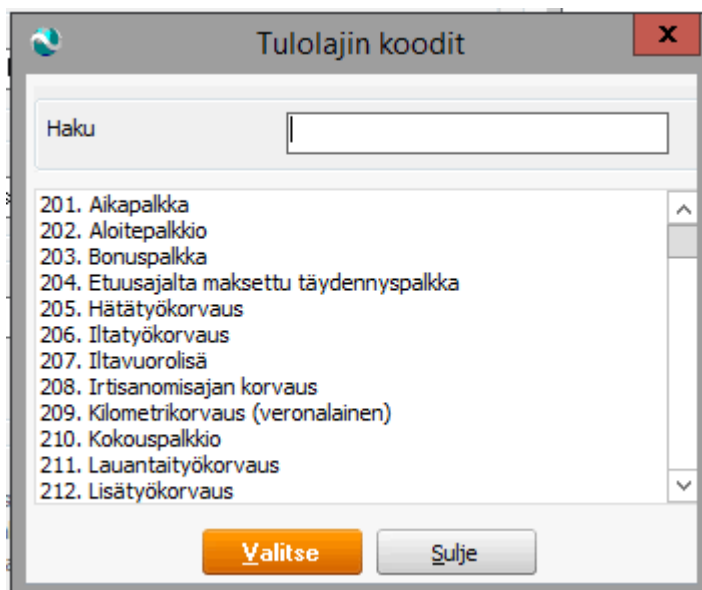 Tulolajin koodit
x
Haku
201. Aikapalkka
202. Aloitepalkkio
203. Bonuspalkka
204. Etuusajalta maksettu täydennyspalkka
205. Hätätyökorvaus
206. Iltatyökorvaus
207. Iltavuorolisä
208. Irtisanomisajan korvaus
209. Kilometrikorvaus (veronalainen)
210. Kokouspalkkio
211. Lauantaityökorvaus
212. Lisätyökorvaus
Valitse
Sulje